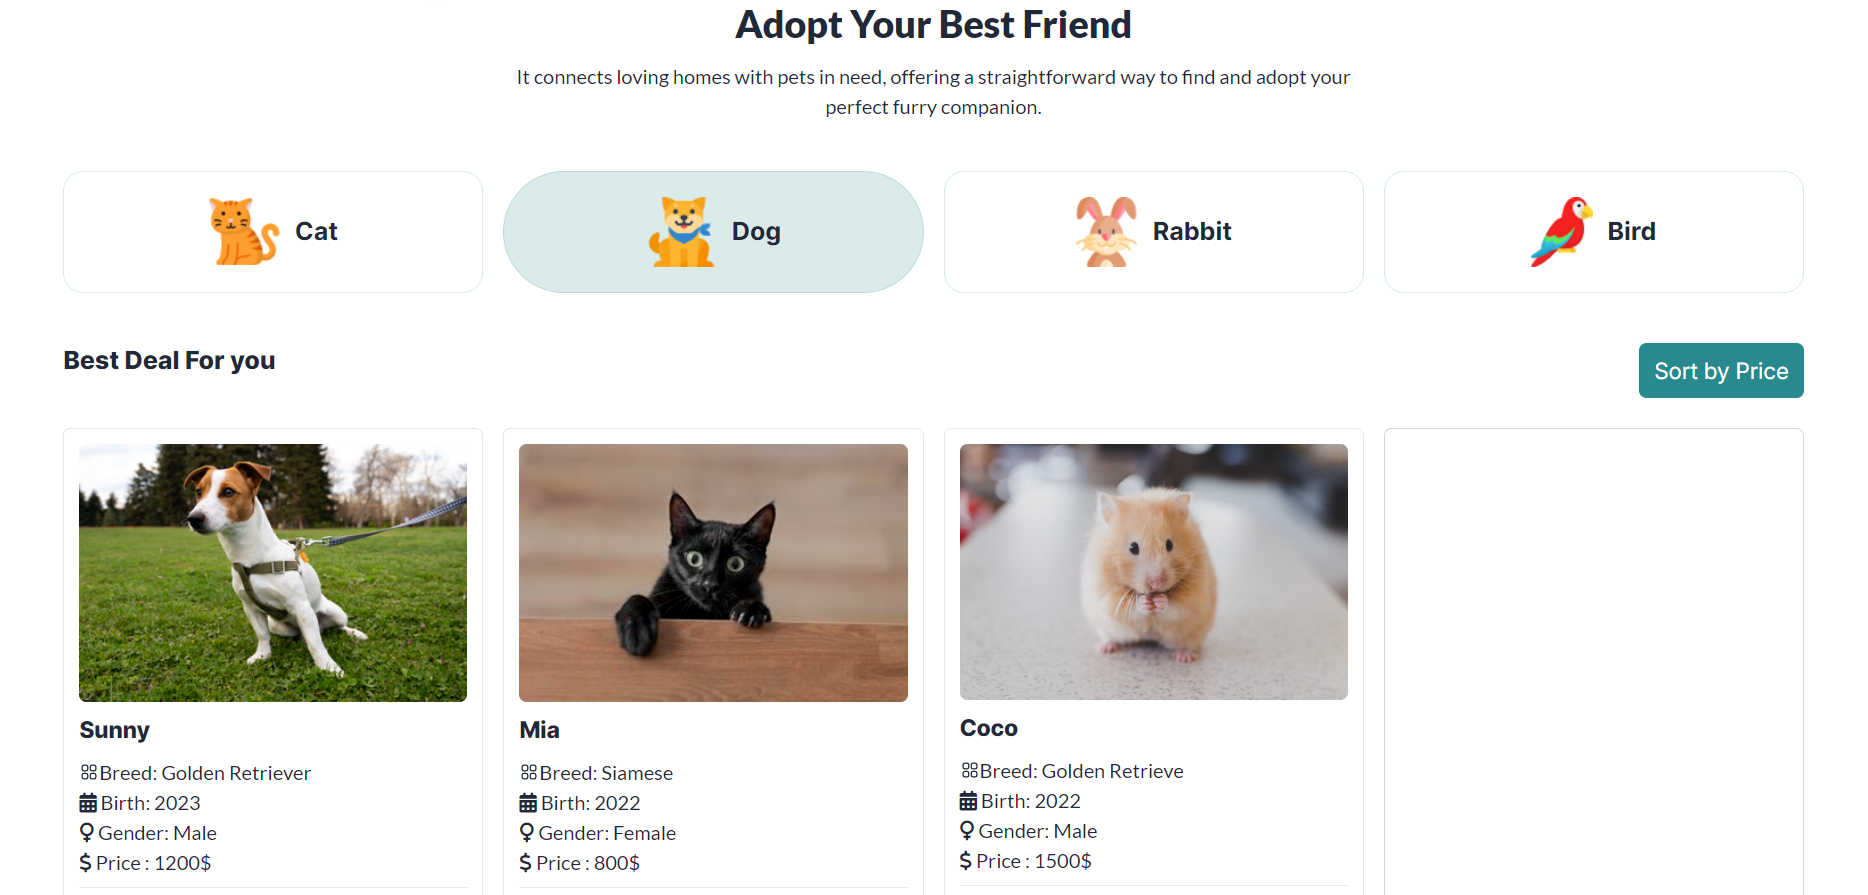 Adopt Your Best Friend
It connects loving homes with pets in need, offering a straightforward way to find and adopt your
perfect furry companion.
Cat
Dog
Rabbit
Bird
Best Deal For you
Sort by Price
Sunny
Breed: Golden Retriever
Birth: 2023
Gender: Male
Price : 1200$
Mia
Breed: Siamese
Birth: 2022
Gender: Female
Price : 800$
Coco
Breed: Golden Retrieve
Birth: 2022
Gender: Male
Price : 1500$